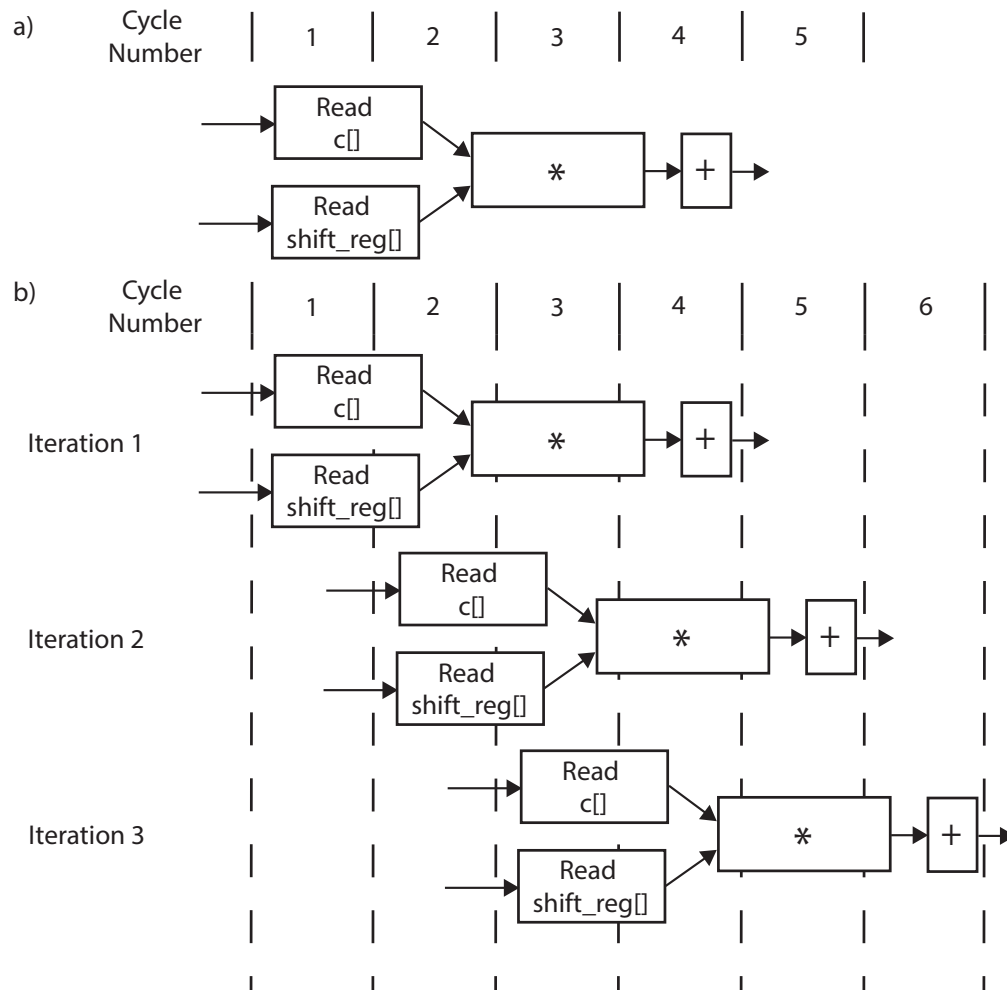 a)
Cycle
Number
1 2 3 4 5
Read
c[]
*
+
Read
shift_reg[]
b)
Cycle
Number
1 2 3 4 5 6
Read
c[]
Iteration 1
*
+
Read
shift_reg[]
Read
c[]
Iteration 2
*
+
Read
shift_reg[]
Read
c[]
Iteration 3
*
+
Read
shift_reg[]